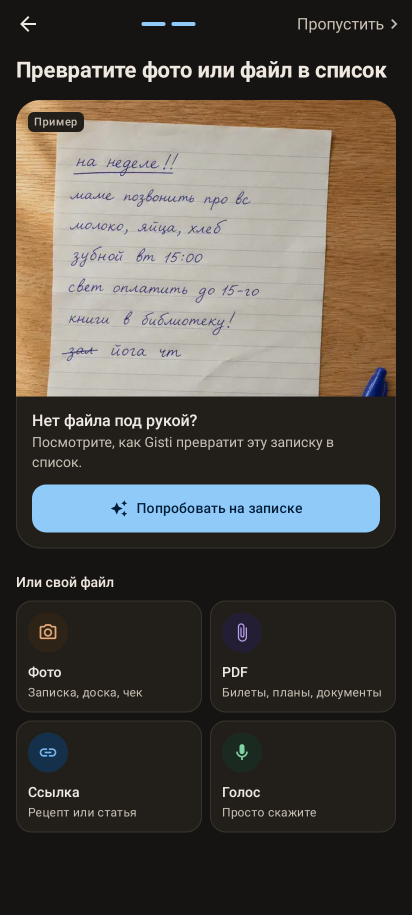 Пропустить
Превратите фото или файл в список
Пример
на неделе!!
маме позвонить про вс
молоко, яйца, хлеб
зубной вт 15:00
свет оплатить до 15-го
книги в библиотеку!
зал йога чт
Нет файла под рукой?
Посмотрите, как Gisti превратит эту записку в
список.
Попробовать на записке
Или свой файл
Фото
Записка, доска, чек
PDF
Билеты, планы, документы
Ссылка
Рецепт или статья
Голос
Просто скажите